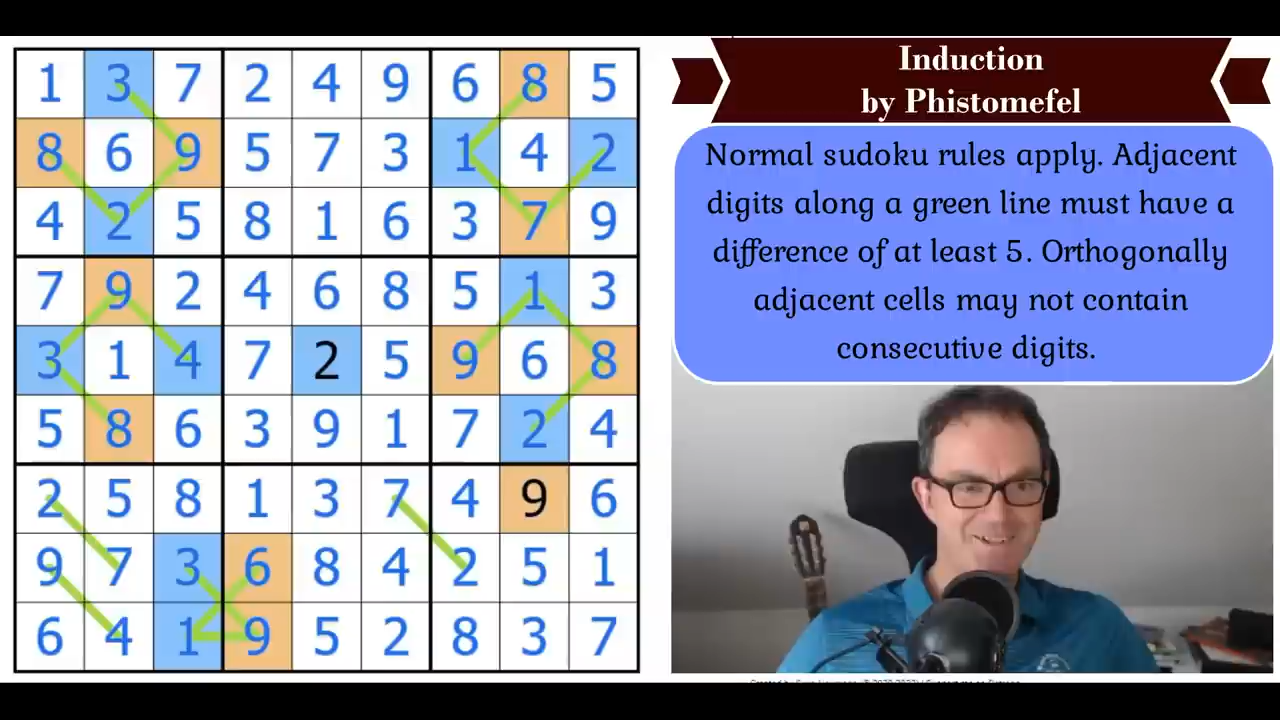 Induction
by Phistomefel
Normal sudoku rules apply. Adjacent
digits along a green line must have a
difference of at least 5. Orthogonally
adjacent cells may not contain
consecutive digits.
1 3 7 2 4 9 6 8 5
8 6 9 5 7 3 1 4 2
4 2 5 8 1 6 3 7 9
7 9 2 4 6 8 5 1 3
3 1 4 7 2 5 9 6 8
5 8 6 3 9 1 7 2 4
2 5 8 1 3 7 4 9 6
9 7 3 6 8 4 2 5 1
6 4 1 9 5 2 8 3 7